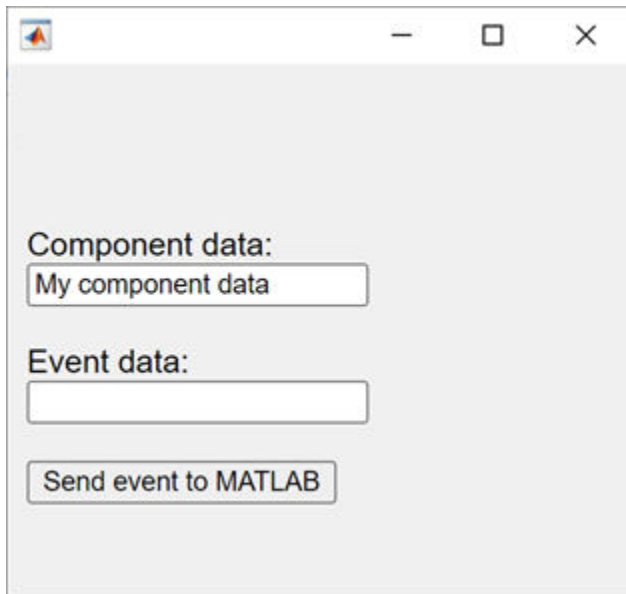 Component data:
My component data
Event data:
Send event to MATLAB